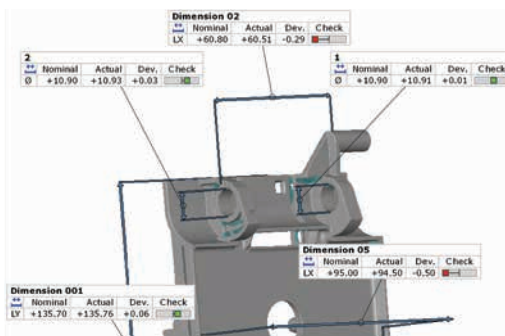 Dimension 02
Nominal Actual Dev. Check
LX +60.80 +60.51 -0.29
2
Nominal Actual Dev. Check
Ø +10.90 +10.93 +0.03
1
Nominal Actual Dev. Check
Ø +10.90 +10.91 +0.01
Dimension 05
Nominal Actual Dev. Check
LX +95.00 +94.50 -0.50
Dimension 001
Nominal Actual Dev. Check
LY +135.70 +135.76 +0.06